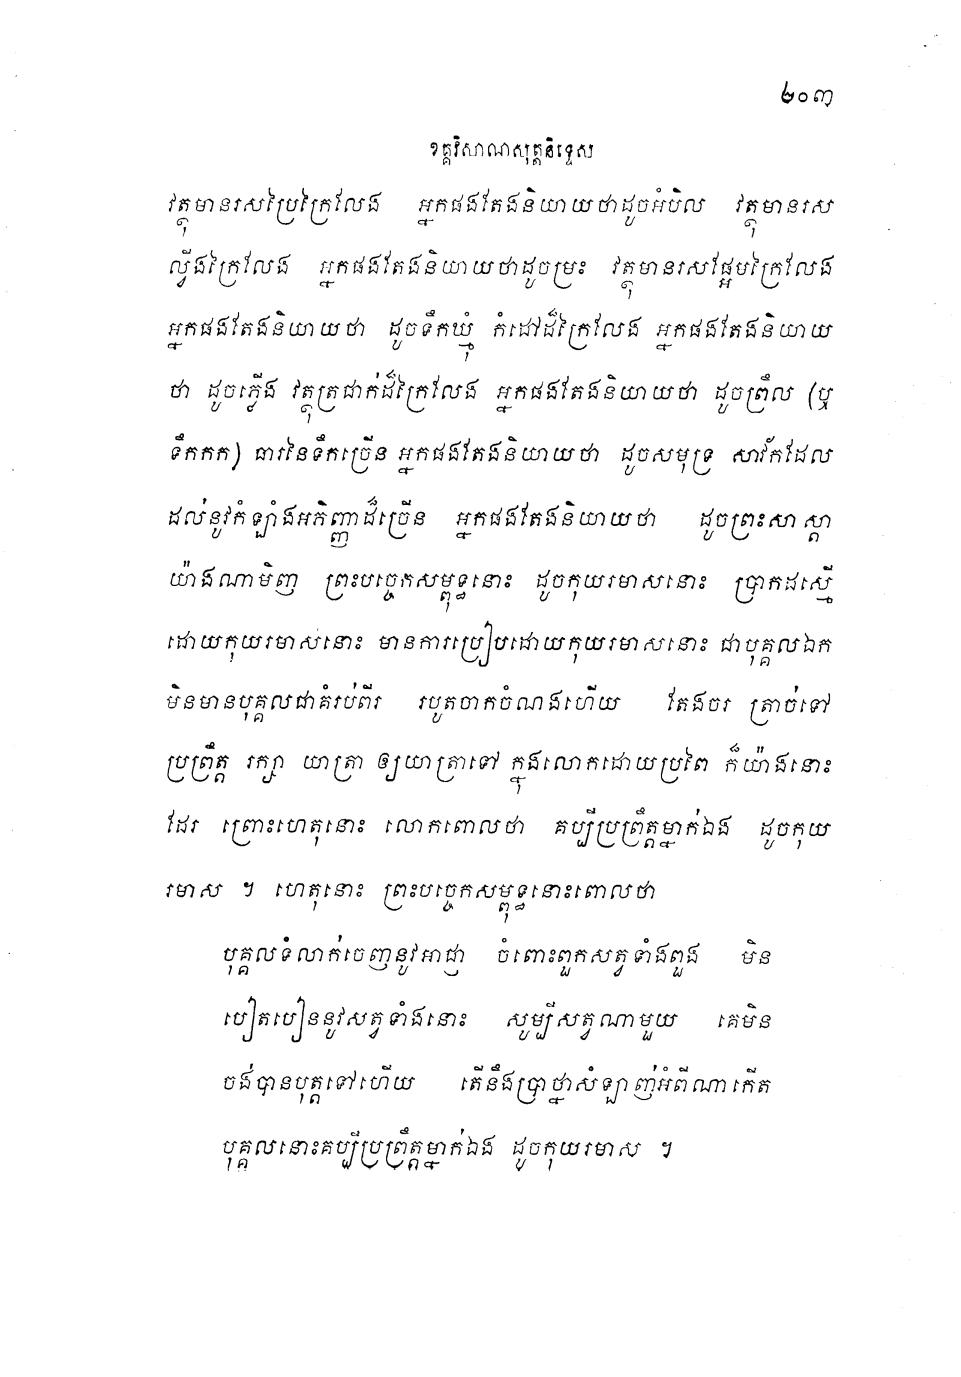 ២០៣
ខគ្គវិសាណសុត្តនិទ្ទេស
វត្ថុមានរសប្រៃក្រៃលែង អ្នកផងតែងនិយាយថាដូចអំបិល វត្ថុមានរស
ល្វីងក្រៃលែង អ្នកផងតែងនិយាយថាដូចម្រះ វត្ថុមានរសផ្អែមក្រៃលែង
អ្នកផងតែងនិយាយថា ដូចទឹកឃ្មុំ កំដៅដ៏ក្រៃលែង អ្នកផងតែងនិយាយ
ថា ដូចភ្លើង វត្ថុត្រជាក់ដ៏ក្រៃលែង អ្នកផងតែងនិយាយថា ដូចព្រឹល (ឬ
ទឹកកក) ធារនៃទឹកច្រើន អ្នកផងតែងនិយាយថា ដូចសមុទ្រ សាវ័កដែល
ដល់នូវកំឡាំងអភិញ្ញាដ៏ច្រើន អ្នកផងតែងនិយាយថា ដូចព្រះសាស្តា
យ៉ាងណាមិញ ព្រះបច្ចេកសម្ពុទ្ធនោះ ដូចកុយរមាសនោះ ប្រាកដស្មើ
ដោយកុយរមាសនោះ មានការប្រៀបដោយកុយរមាសនោះ ជាបុគ្គលឯក
មិនមានបុគ្គលជាគំរប់ពីរ របូតចាកចំណងហើយ តែងចរ ត្រាច់ទៅ
ប្រព្រឹត្ត រក្សា យាត្រា ឲ្យយាត្រាទៅ ក្នុងលោកដោយប្រពៃ ក៏យ៉ាងនោះ
ដែរ ព្រោះហេតុនោះ លោកពោលថា គប្បីប្រព្រឹត្តម្នាក់ឯង ដូចកុយ
រមាស ។ ហេតុនោះ ព្រះបច្ចេកសម្ពុទ្ធនោះពោលថា
បុគ្គលទំលាក់ចេញនូវអាជ្ញា ចំពោះពួកសត្វទាំងពួង មិន
បៀតបៀននូវសត្វទាំងនោះ សូម្បីសត្វណាមួយ គេមិន
ចង់បានបុត្តទៅហើយ តើនឹងប្រាថ្នាសំឡាញ់អំពីណាកើត
បុគ្គលនោះគប្បីប្រព្រឹត្តម្នាក់ឯង ដូចកុយរមាស ។